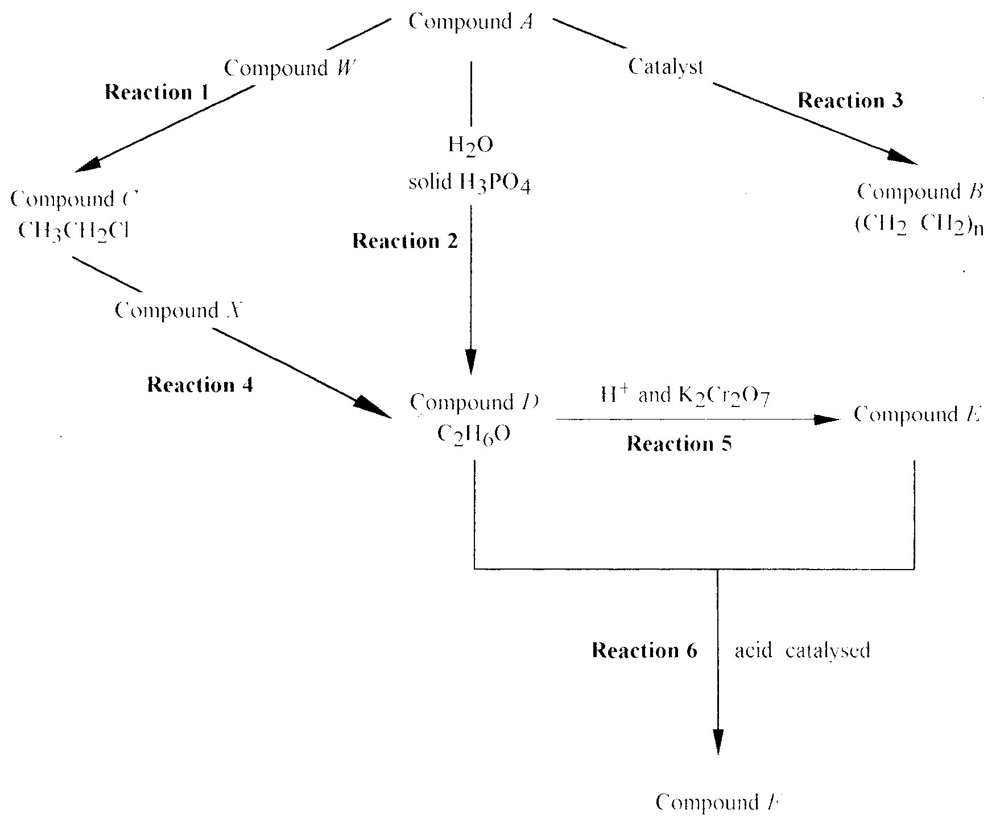 Compound A
Compound W
Catalyst
Reaction 1
Reaction 3
H2O
solid H3PO4
Compound C
CH3CH2Cl
Compound B
(CH2 CH2)n
Reaction 2
Compound X
Reaction 4
Compound D
C2H6O
H+ and K2Cr2O7
Reaction 5
Compound E
Reaction 6
acid catalysed
Compound F